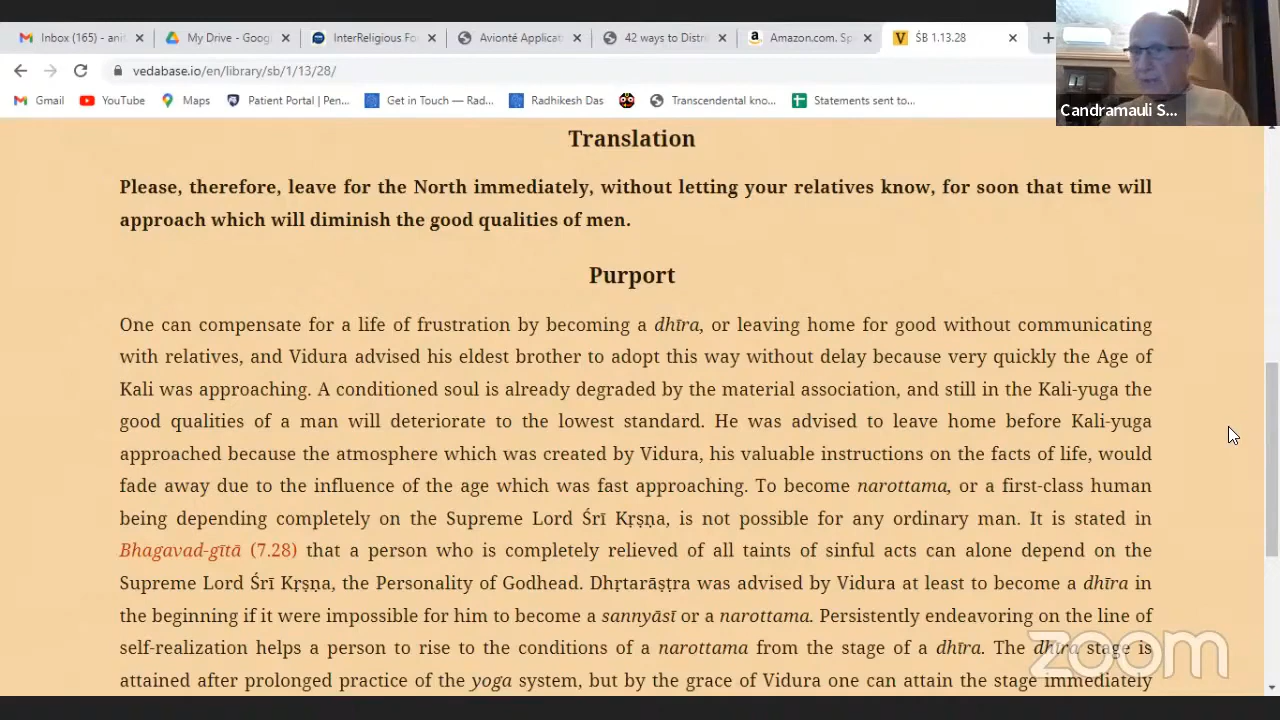 Inbox (165) - ani
My Drive - Goog
InterReligious Fo
Avionté Applicat
42 ways to Distri
Amazon.com. Sp
ŚB 1.13.28
vedabase.io/en/library/sb/1/13/28/
Gmail
YouTube
Maps
Patient Portal | Pen...
Get in Touch — Rad...
Radhikesh Das
Transcendental kno...
Statements sent to...
Candramauli S...
Translation
Please, therefore, leave for the North immediately, without letting your relatives know, for soon that time will
approach which will diminish the good qualities of men.
Purport
One can compensate for a life of frustration by becoming a dhīra, or leaving home for good without communicating
with relatives, and Vidura advised his eldest brother to adopt this way without delay because very quickly the Age of
Kali was approaching. A conditioned soul is already degraded by the material association, and still in the Kali-yuga the
good qualities of a man will deteriorate to the lowest standard. He was advised to leave home before Kali-yuga
approached because the atmosphere which was created by Vidura, his valuable instructions on the facts of life, would
fade away due to the influence of the age which was fast approaching. To become narottama, or a first-class human
being depending completely on the Supreme Lord Śrī Kṛṣṇa, is not possible for any ordinary man. It is stated in
Bhagavad-gītā (7.28) that a person who is completely relieved of all taints of sinful acts can alone depend on the
Supreme Lord Śrī Kṛṣṇa, the Personality of Godhead. Dhṛtarāṣṭra was advised by Vidura at least to become a dhīra in
the beginning if it were impossible for him to become a sannyāsī or a narottama. Persistently endeavoring on the line of
self-realization helps a person to rise to the conditions of a narottama from the stage of a dhīra. The dhīra stage is
attained after prolonged practice of the yoga system, but by the grace of Vidura one can attain the stage immediately
zoom